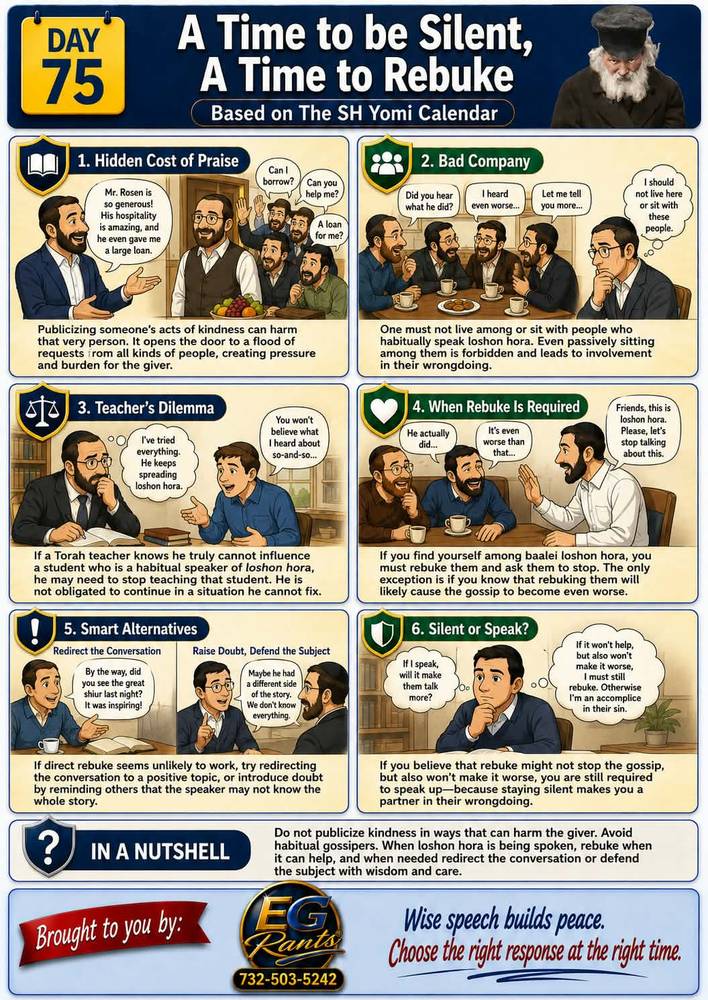 DAY
75
A Time to be Silent,
A Time to Rebuke
Based on The SH Yomi Calendar
1. Hidden Cost of Praise
Mr. Rosen is
so generous!
His hospitality
is amazing, and
he even gave me
a large loan.
Can I
borrow?
Can you
help me?
A loan
for me?
Publicizing someone's acts of kindness can harm
that very person. It opens the door to a flood of
requests from all kinds of people, creating pressure
and burden for the giver.
2. Bad Company
Did you hear
what he did?
I heard
even worse...
Let me tell
you more...
I should
not live here
or sit with
these
people.
One must not live among or sit with people who
habitually speak loshon hora. Even passively sitting
among them is forbidden and leads to involvement
in their wrongdoing.
3. Teacher's Dilemma
I've tried
everything.
He keeps
spreading
loshon hora.
You won't
believe what
I heard about
so-and-so...
If a Torah teacher knows he truly cannot influence
a student who is a habitual speaker of loshon hora,
he may need to stop teaching that student. He is
not obligated to continue in a situation he cannot fix.
4. When Rebuke Is Required
He actually
did...
It's even
worse than
that...
Friends, this is
loshon hora.
Please, let's
stop talking
about this.
If you find yourself among baalei loshon hora, you
must rebuke them and ask them to stop. The only
exception is if you know that rebuking them will
likely cause the gossip to become even worse.
5. Smart Alternatives
Redirect the Conversation
By the way, did
you see the great
shiur last night?
It was inspiring!
Raise Doubt, Defend the Subject
Maybe he had
a different side
of the story.
We don't know
everything.
If direct rebuke seems unlikely to work, try redirecting
the conversation to a positive topic, or introduce doubt
by reminding others that the speaker may not know the
whole story.
6. Silent or Speak?
If I speak,
will it make
them talk
more?
If it won't help,
but also won't
make it worse,
I must still
rebuke. Otherwise
I'm an accomplice
in their sin.
If you believe that rebuke might not stop the gossip,
but also won't make it worse, you are still required
to speak up—because staying silent makes you a
partner in their wrongdoing.
IN A NUTSHELL
Do not publicize kindness in ways that can harm the giver. Avoid
habitual gossipers. When loshon hora is being spoken, rebuke when
it can help, and when needed redirect the conversation or defend
the subject with wisdom and care.
Brought to you by:
EG
Rants
732-503-5242
Wise speech builds peace.
Choose the right response at the right time.